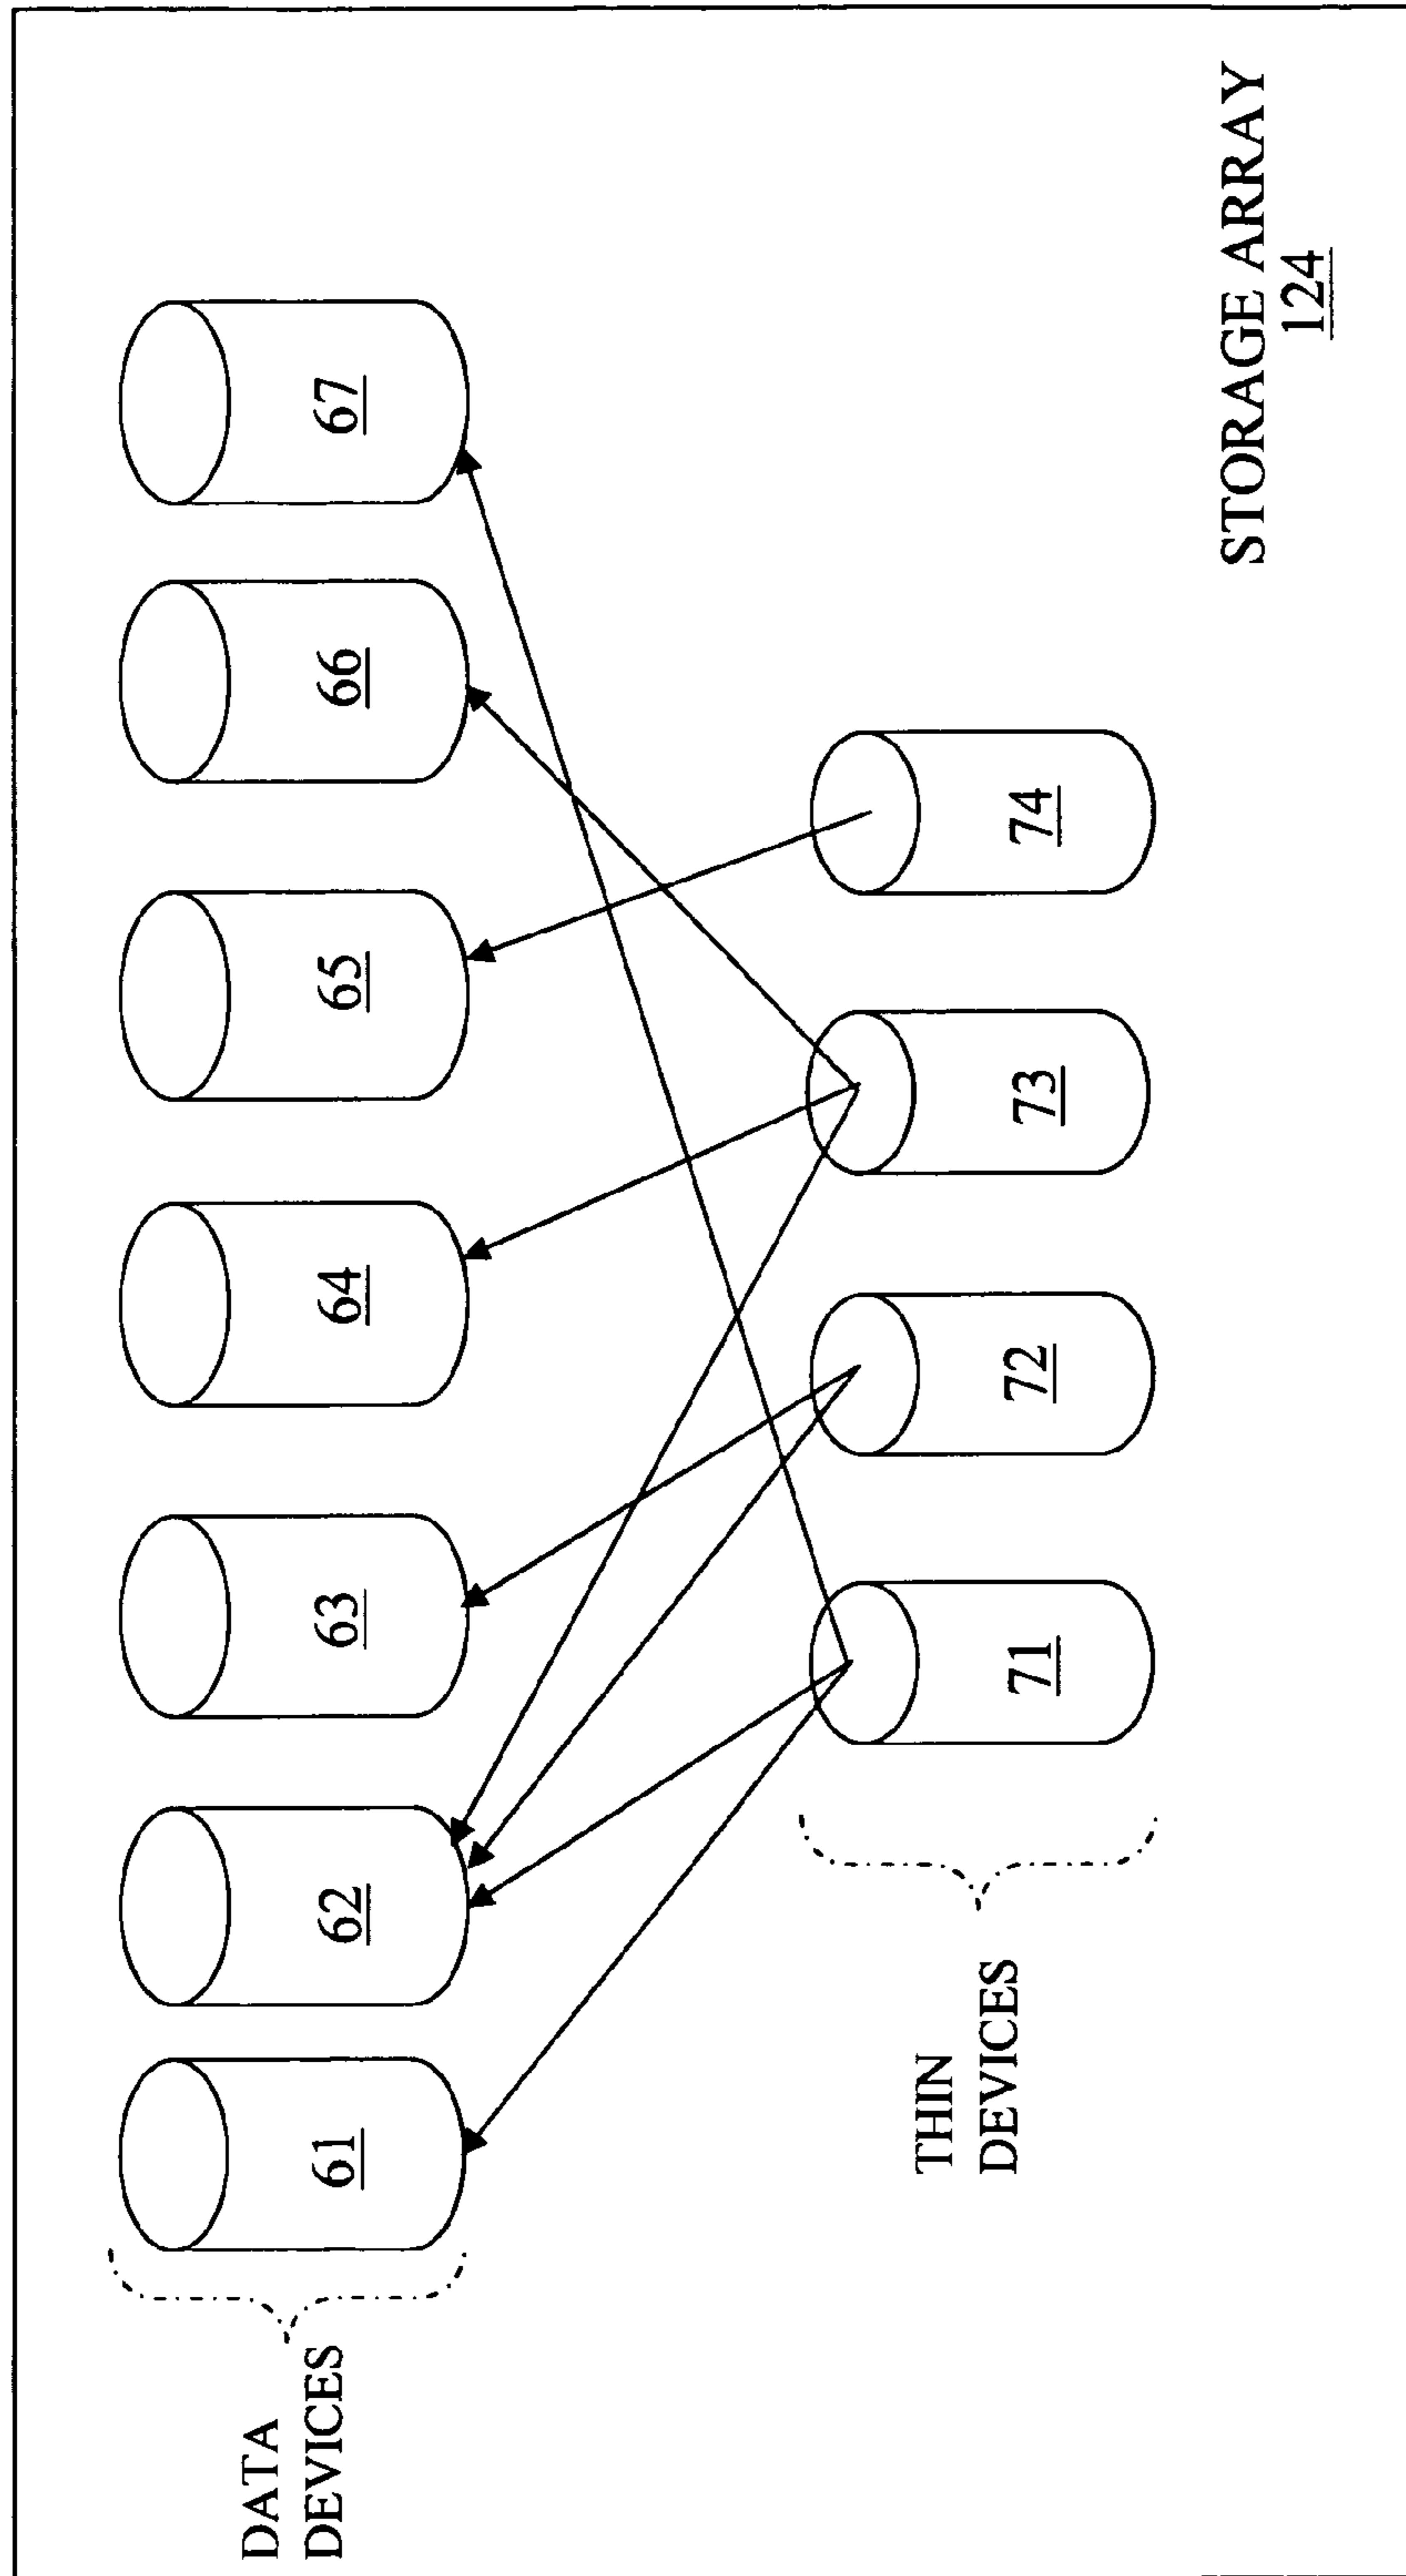 DATA
DEVICES
61
62
63
64
65
66
67
THIN
DEVICES
71
72
73
74
STORAGE ARRAY
124